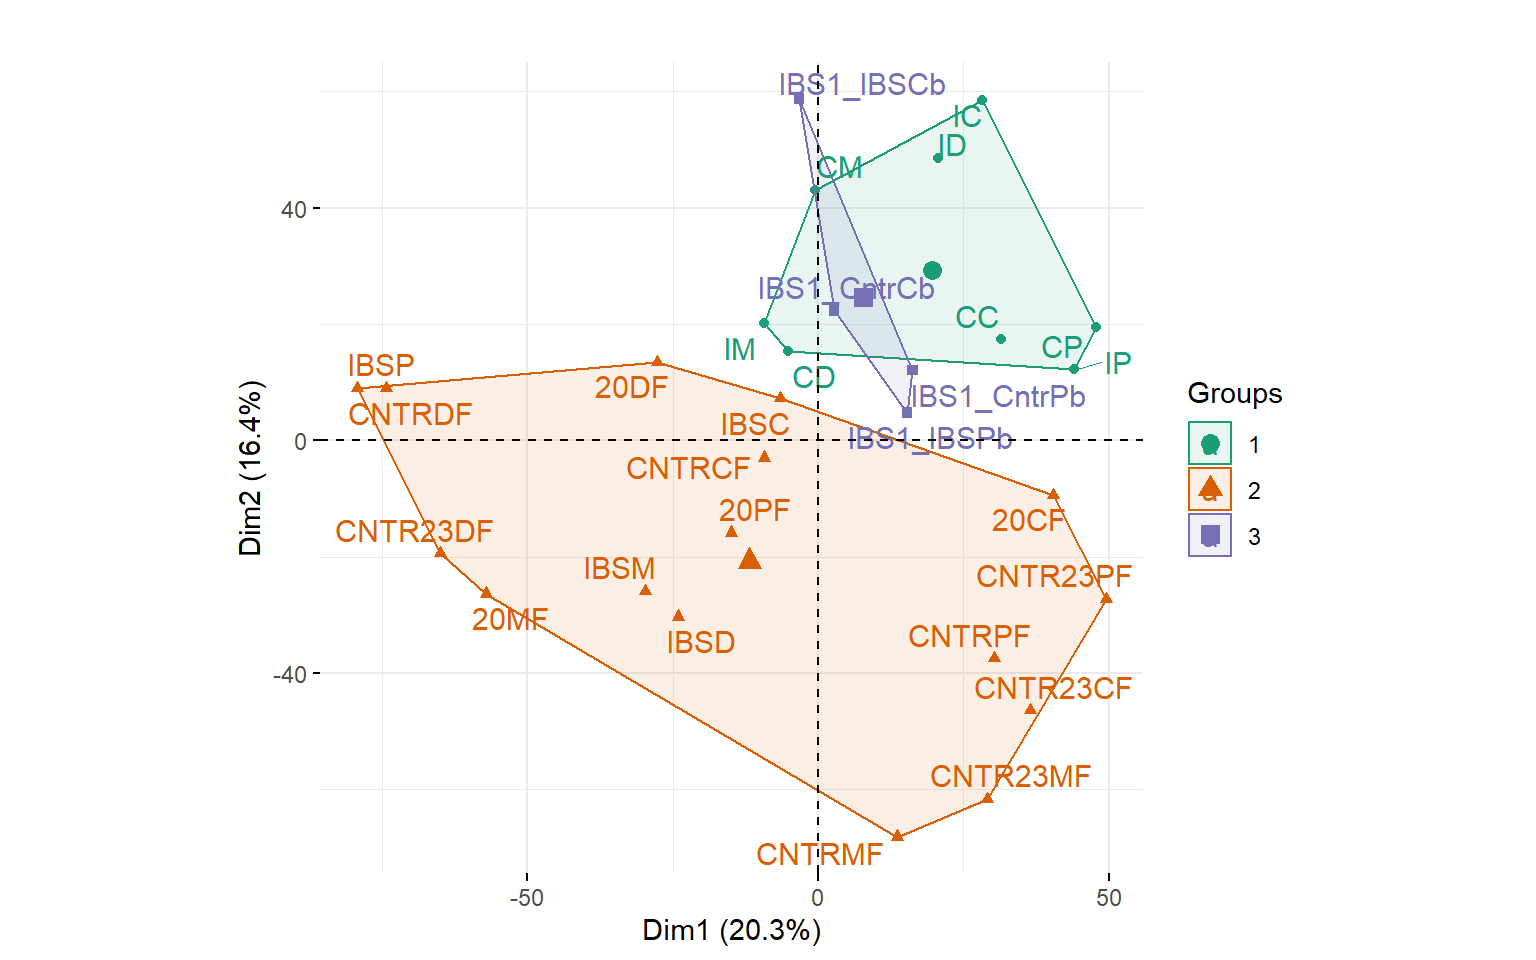 IBS1_IBSCb
IC
ID
CM
40
IBS1_CntrCb
CC
CP
IP
IM
CD
IBSP
20DF
CNTRDF
IBS1_CntrPb
IBSC
IBS1_IBSPb
0
CNTRCF
20PF
20CF
CNTR23DF
IBSM
CNTR23PF
20MF
IBSD
CNTRPF
-40
CNTR23CF
CNTR23MF
CNTRMF
-50
0
50
Dim1 (20.3%)
Dim2 (16.4%)
Groups
a 1
a 2
a 3